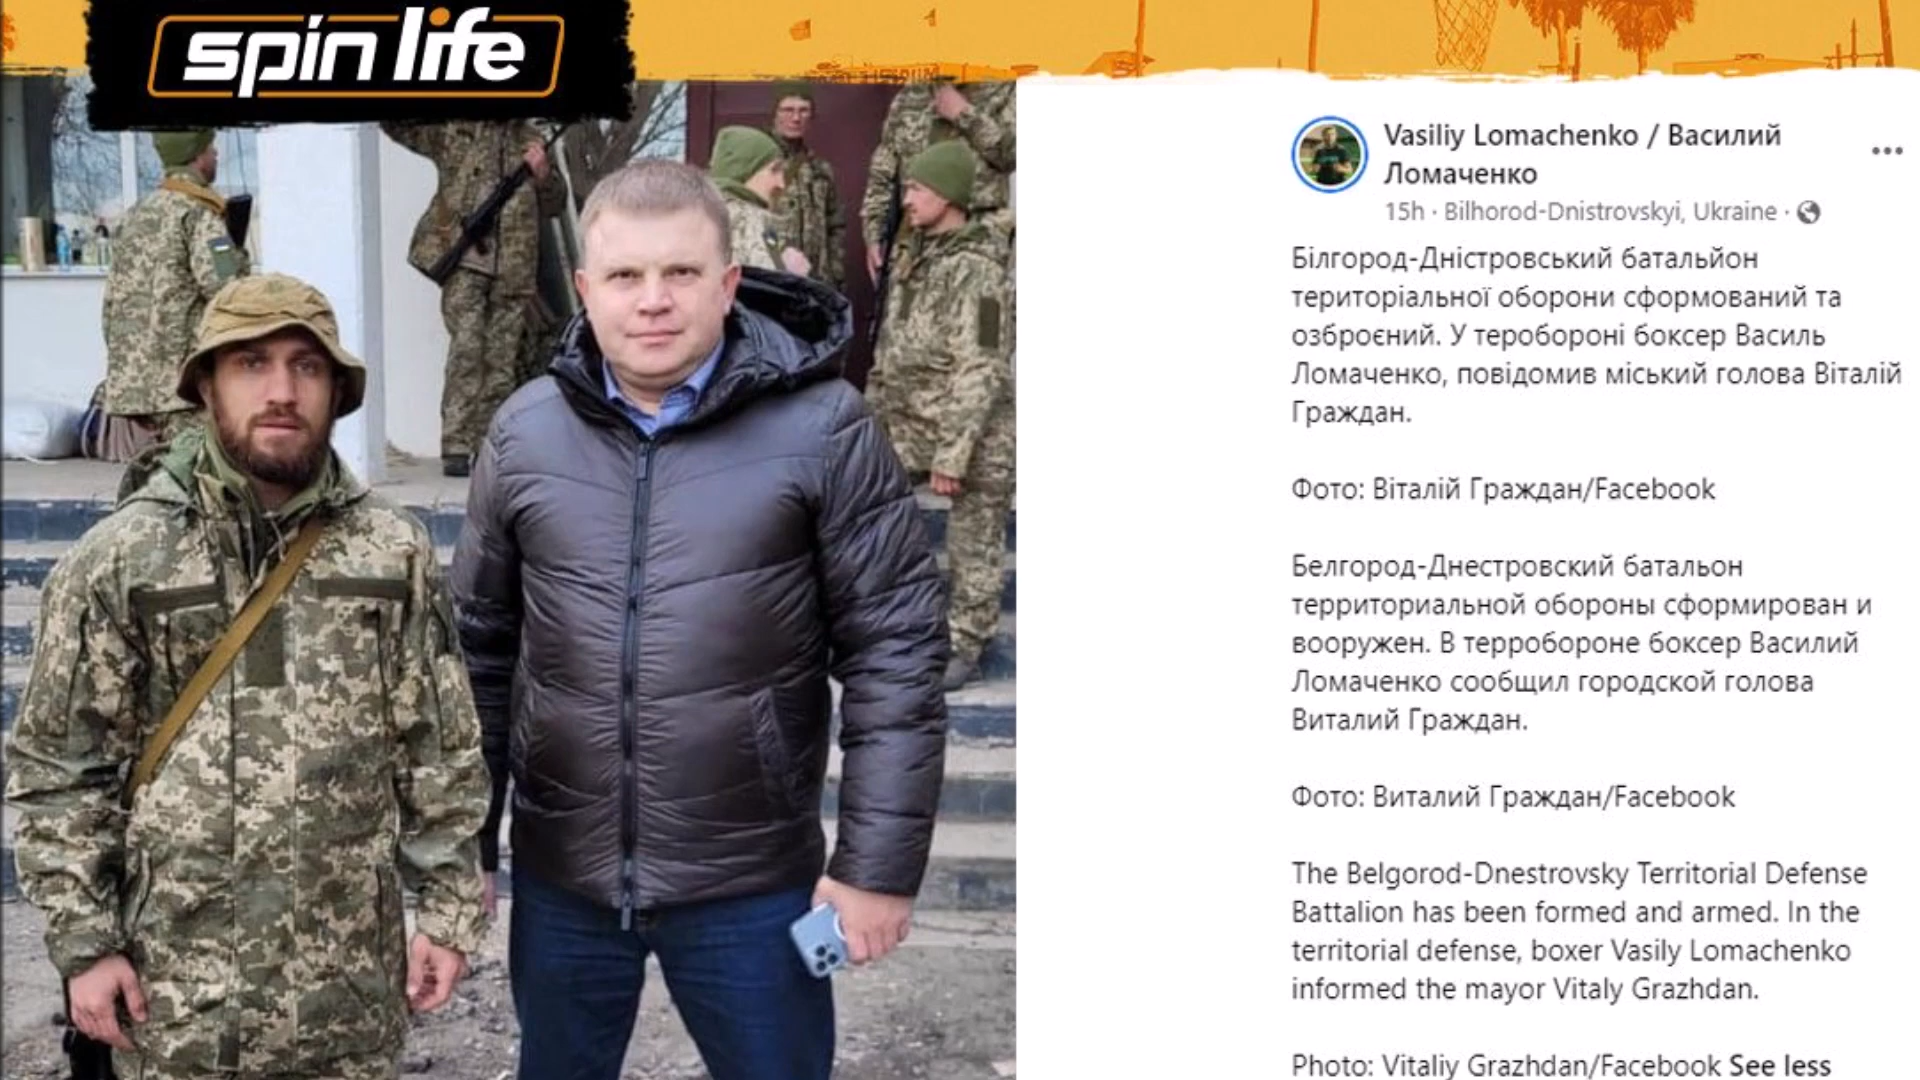 spin life
Vasiliy Lomachenko / Василий
Ломаченко
15h · Bilhorod-Dnistrovskyi, Ukraine ·
Білгород-Дністровський батальйон
територіальної оборони сформований та
озброєний. У теробороні боксер Василь
Ломаченко, повідомив міський голова Віталій
Граждан.
Фото: Віталій Граждан/Facebook
Белгород-Днестровский батальон
территориальной обороны сформирован и
вооружен. В терробороне боксер Василий
Ломаченко сообщил городской голова
Виталий Граждан.
Фото: Виталий Граждан/Facebook
The Belgorod-Dnestrovsky Territorial Defense
Battalion has been formed and armed. In the
territorial defense, boxer Vasily Lomachenko
informed the mayor Vitaly Grazhdan.
Photo: Vitaliy Grazhdan/Facebook See less